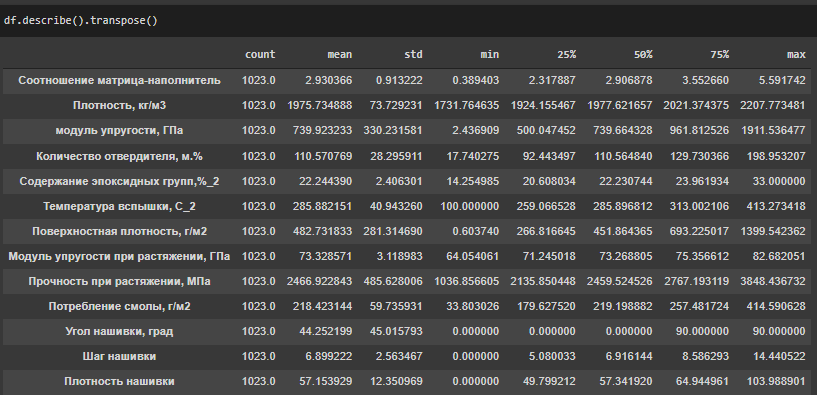 df.describe().transpose()
count mean std min 25% 50% 75% max
Соотношение матрица-наполнитель 1023.0 2.930366 0.913222 0.389403 2.317887 2.906878 3.552660 5.591742
Плотность, кг/м3 1023.0 1975.734888 73.729231 1731.764635 1924.155467 1977.621657 2021.374375 2207.773481
модуль упругости, ГПа 1023.0 739.923233 330.231581 2.436909 500.047452 739.664328 961.812526 1911.536477
Количество отвердителя, м.% 1023.0 110.570769 28.295911 17.740275 92.443497 110.564840 129.730366 198.953207
Содержание эпоксидных групп,%_2 1023.0 22.244390 2.406301 14.254985 20.608034 22.230744 23.961934 33.000000
Температура вспышки, С_2 1023.0 285.882151 40.943260 100.000000 259.066528 285.896812 313.002106 413.273418
Поверхностная плотность, г/м2 1023.0 482.731833 281.314690 0.603740 266.816645 451.864365 693.225017 1399.542362
Модуль упругости при растяжении, ГПа 1023.0 73.328571 3.118983 64.054061 71.245018 73.268805 75.356612 82.682051
Прочность при растяжении, МПа 1023.0 2466.922843 485.628006 1036.856605 2135.850448 2459.524526 2767.193119 3848.436732
Потребление смолы, г/м2 1023.0 218.423144 59.735931 33.803026 179.627520 219.198882 257.481724 414.590628
Угол нашивки, град 1023.0 44.252199 45.015793 0.000000 0.000000 0.000000 90.000000 90.000000
Шаг нашивки 1023.0 6.899222 2.563467 0.000000 5.080033 6.916144 8.586293 14.440522
Плотность нашивки 1023.0 57.153929 12.350969 0.000000 49.799212 57.341920 64.944961 103.988901